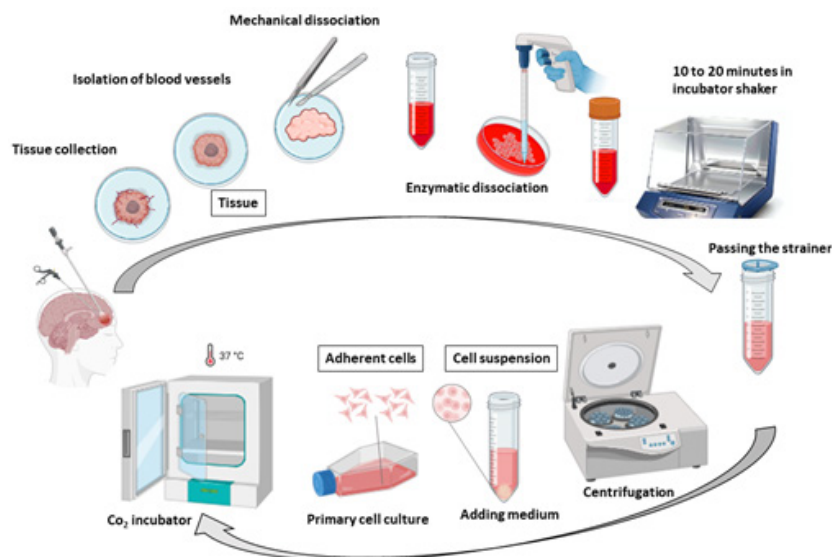 Mechanical dissociation
Isolation of blood vessels
10 to 20 minutes in
incubator shaker
Tissue collection
Tissue
Enzymatic dissociation
Passing the strainer
37 °C
Adherent cells
Cell suspension
Centrifugation
Co₂ incubator
Primary cell culture
Adding medium